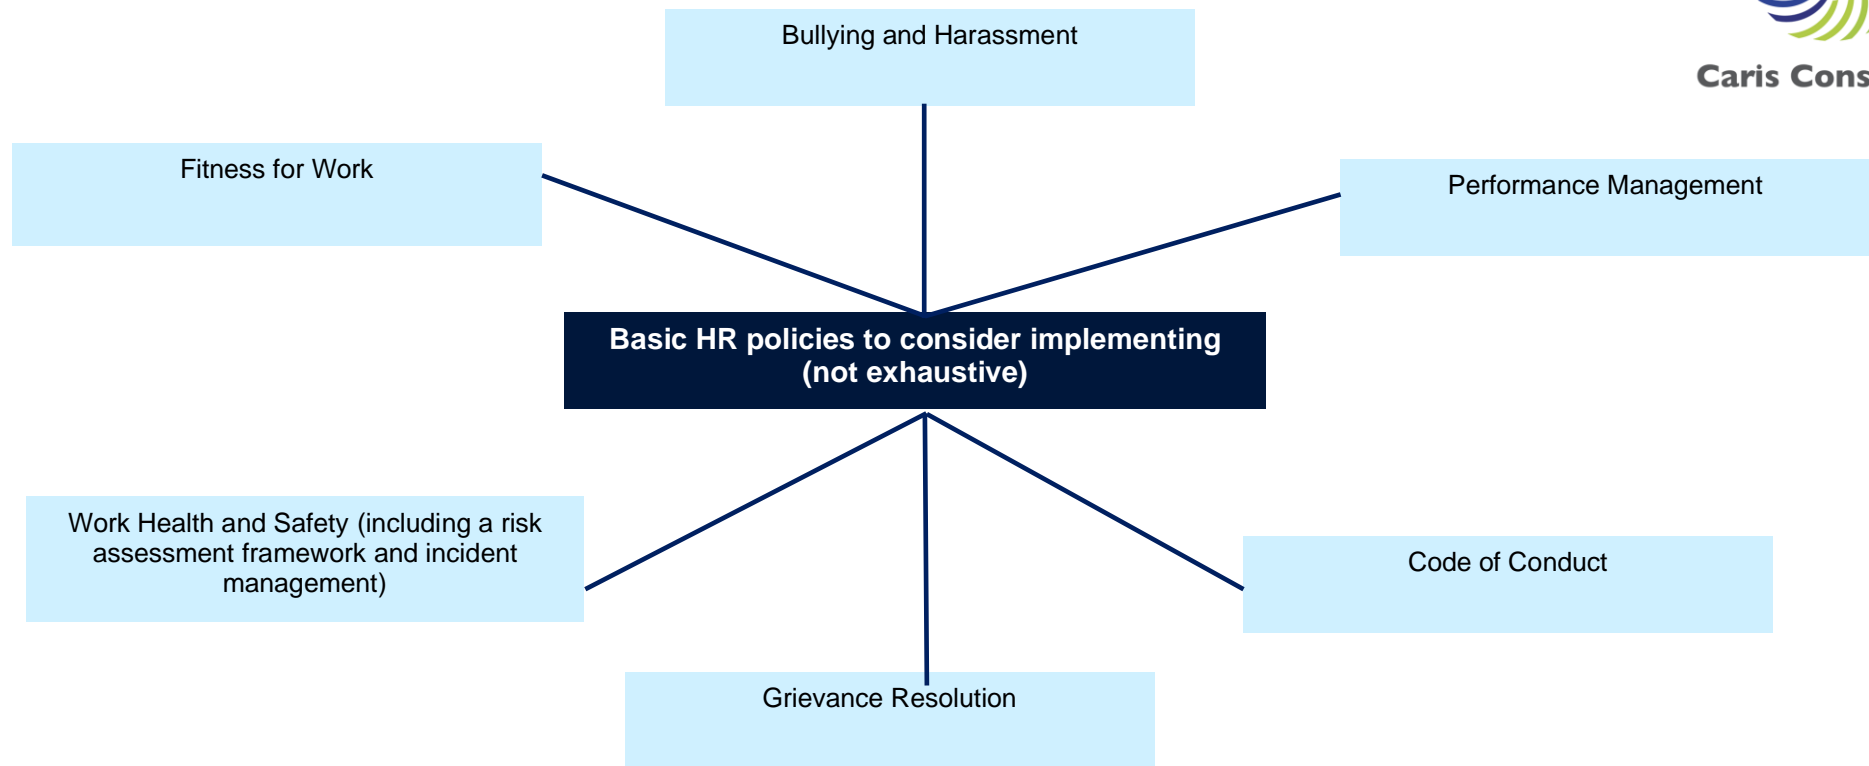 Bullying and Harassment
Caris Cons
Fitness for Work
Performance Management
Basic HR policies to consider implementing
(not exhaustive)
Work Health and Safety (including a risk
assessment framework and incident
management)
Code of Conduct
Grievance Resolution